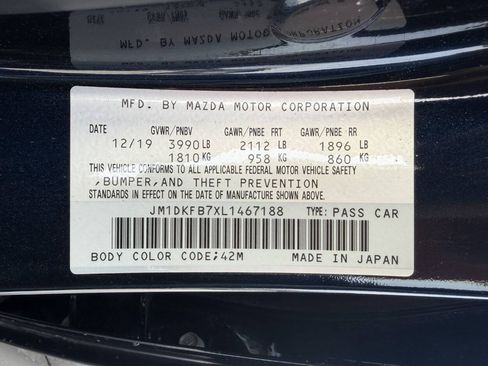 MFD. BY MAZDA MOTOR CORPORATION
DATE GVWR/PNBV GAWR/PNBE FRT GAWR/PNBE RR
12/19 3990 LB 2112 LB 1896 LB
1810 KG 958 KG 860 KG
THIS VEHICLE CONFORMS TO ALL APPLICABLE FEDERAL MOTOR VEHICLE SAFETY
,BUMPER,AND THEFT PREVENTION
STANDARDS IN EFFECT ON THE DATE OF MANUFACTURE SHOWN ABOVE.
JM1DKFB7XL1467188 TYPE: PASS CAR
BODY COLOR CODE;42M MADE IN JAPAN